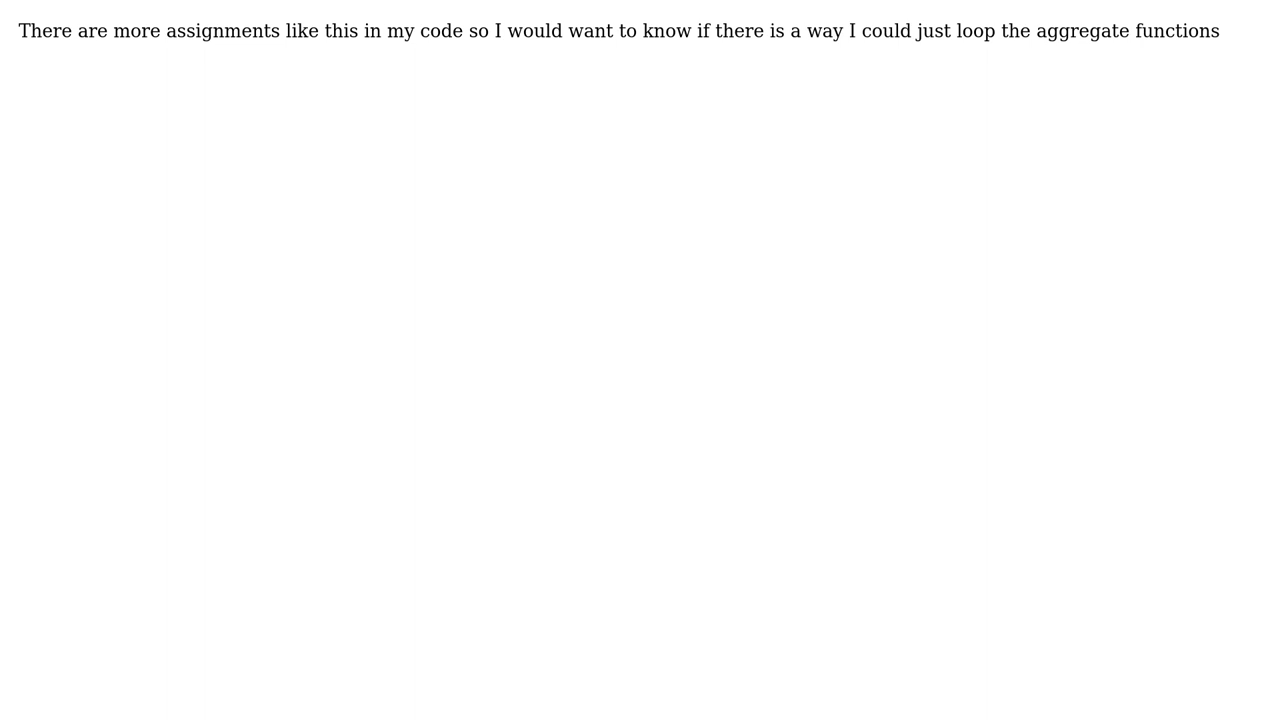 There are more assignments like this in my code so I would want to know if there is a way I could just loop the aggregate functions